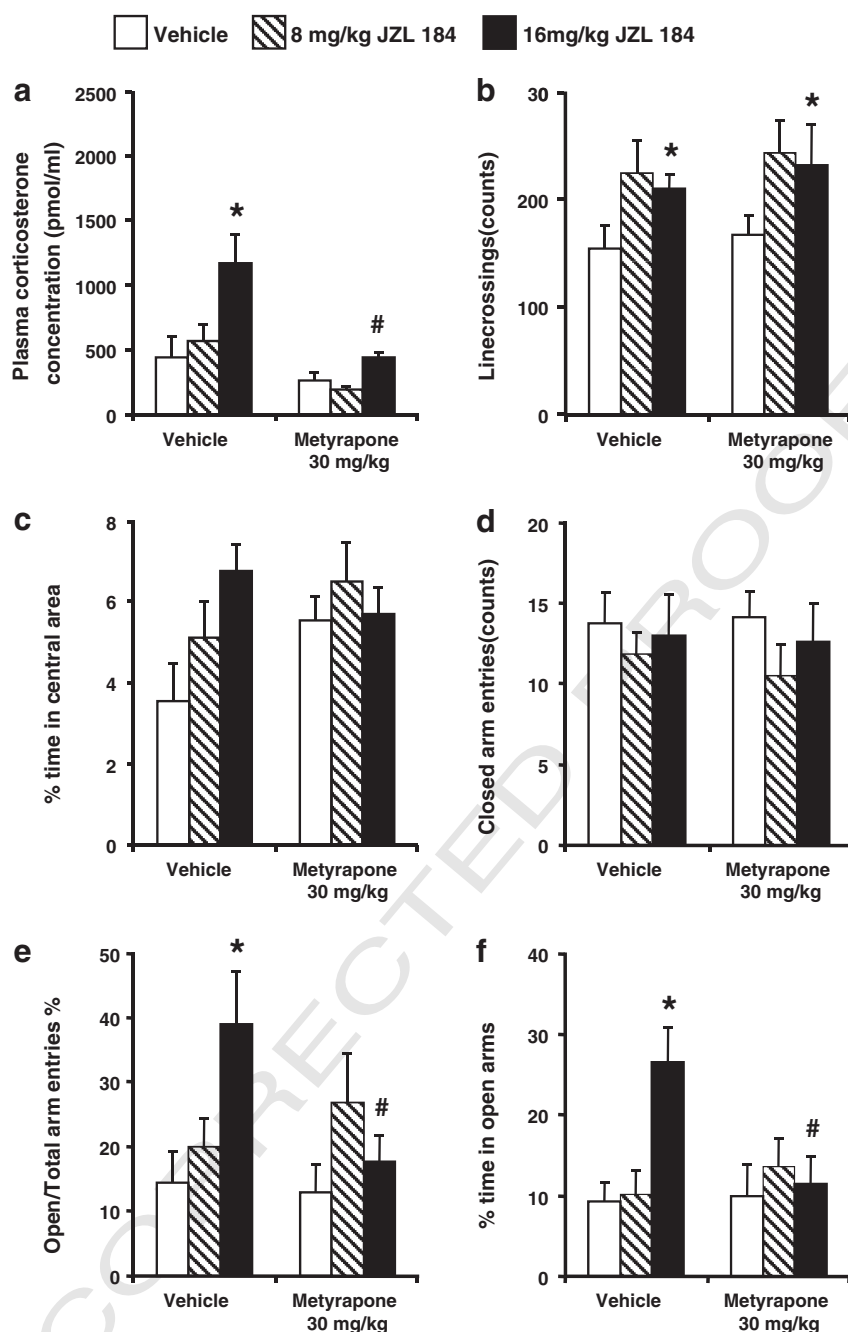 Vehicle 8 mg/kg JZL 184 16mg/kg JZL 184
a
Plasma corticosterone
concentration (pmol/ml)
2500
2000
1500
1000
500
0
*
#
Vehicle Metyrapone
30 mg/kg
b
Linecrossings(counts)
30
200
100
0
*
*
Vehicle Metyrapone
30 mg/kg
c
% time in central area
8
6
4
2
0
Vehicle Metyrapone
30 mg/kg
d
Closed arm entries(counts)
20
15
10
5
0
Vehicle Metyrapone
30 mg/kg
e
Open/Total arm entries %
50
40
30
20
10
0
*
#
Vehicle Metyrapone
30 mg/kg
f
% time in open arms
40
30
20
10
0
*
#
Vehicle Metyrapone
30 mg/kg